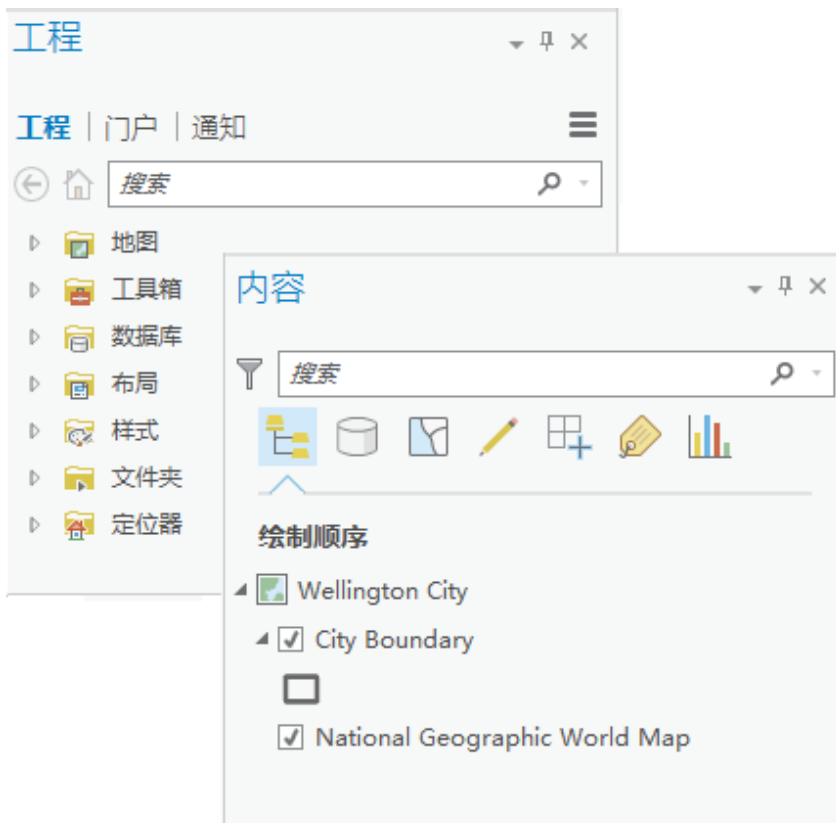 工程
工程 | 门户 | 通知
搜索
地图
工具箱
数据库
布局
样式
文件夹
定位器
内容
搜索
绘制顺序
Wellington City
City Boundary
National Geographic World Map